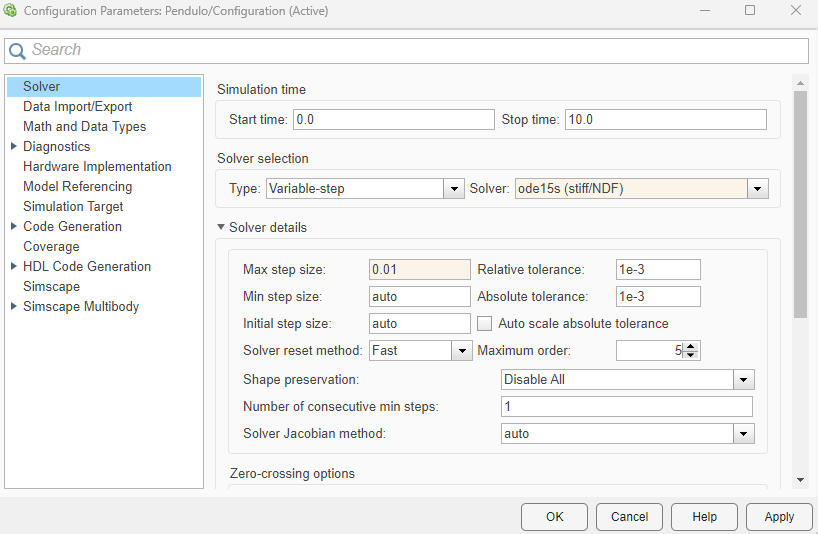 Configuration Parameters: Pendulo/Configuration (Active)
Search
Solver
Data Import/Export
Math and Data Types
Diagnostics
Hardware Implementation
Model Referencing
Simulation Target
Code Generation
Coverage
HDL Code Generation
Simscape
Simscape Multibody
Simulation time
Start time: 0.0 Stop time: 10.0
Solver selection
Type: Variable-step Solver: ode15s (stiff/NDF)
Solver details
Max step size: 0.01 Relative tolerance: 1e-3
Min step size: auto Absolute tolerance: 1e-3
Initial step size: auto Auto scale absolute tolerance
Solver reset method: Fast Maximum order: 5
Shape preservation: Disable All
Number of consecutive min steps: 1
Solver Jacobian method: auto
Zero-crossing options
OK Cancel Help Apply